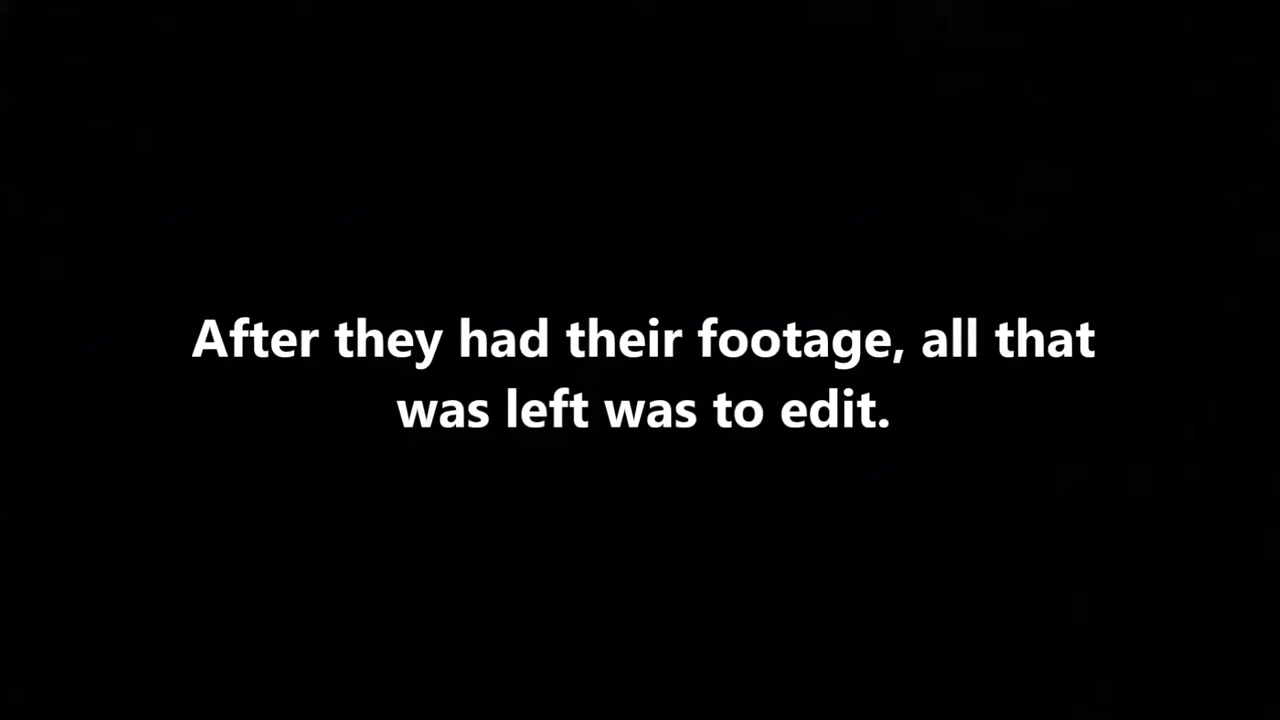 After they had their footage, all that
was left was to edit.